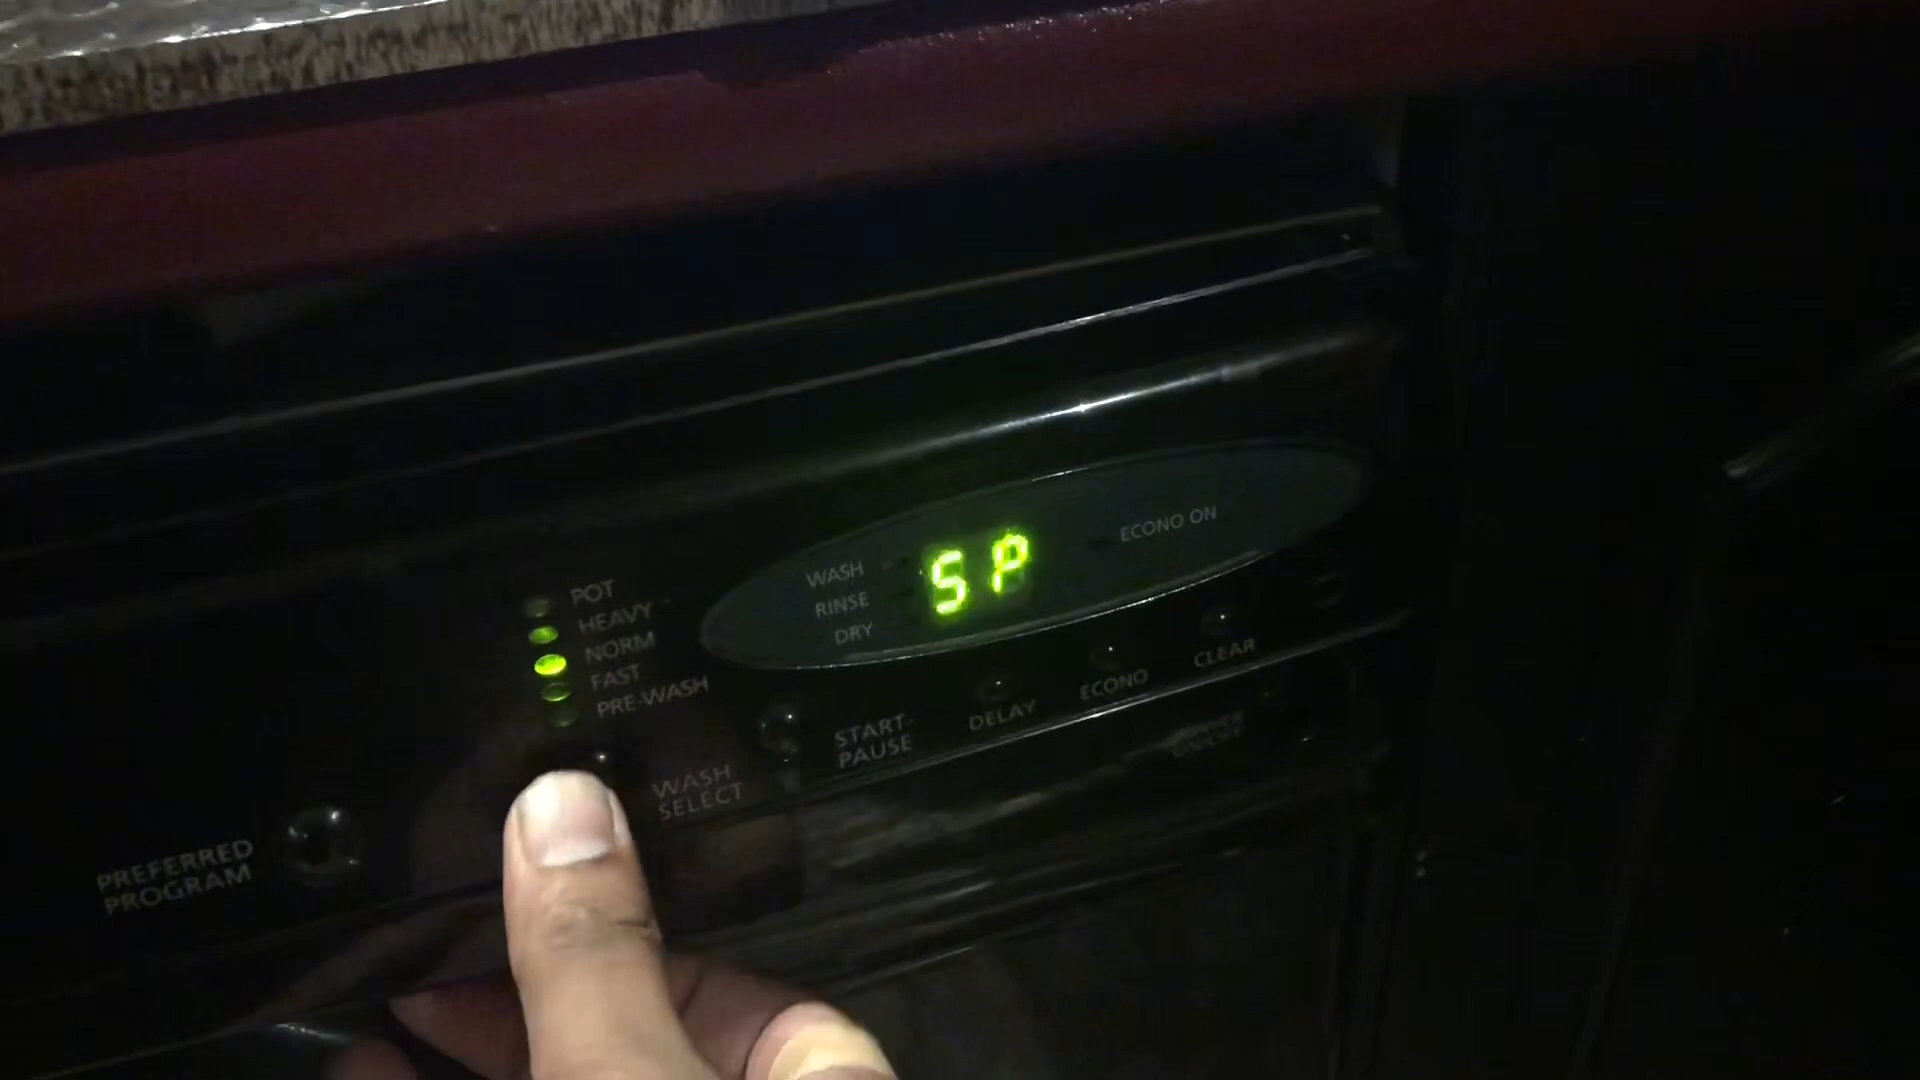 POT
HEAVY
NORM
FAST
PRE-WASH
WASH
RINSE
DRY
5P
ECONO ON
PREFERRED
PROGRAM
WASH
SELECT
START-
PAUSE
DELAY
ECONO
CLEAR